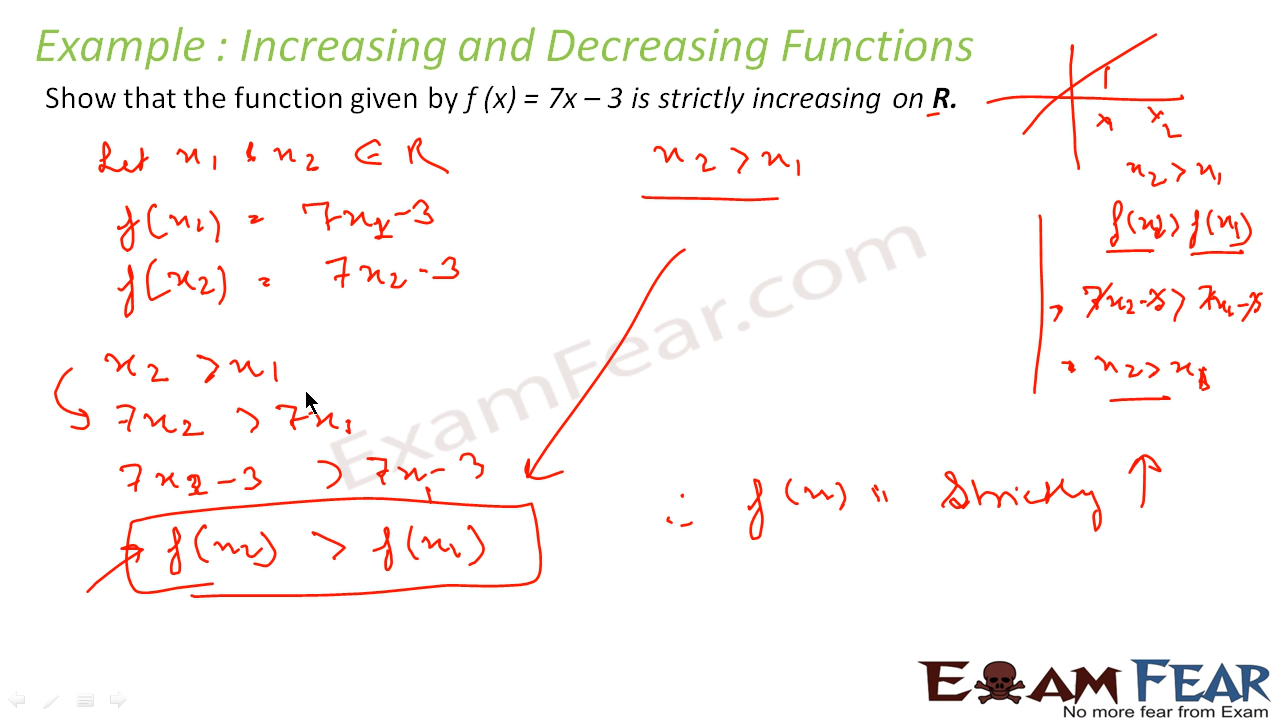 Example : Increasing and Decreasing Functions
Show that the function given by f (x) = 7x – 3 is strictly increasing on R.
Let x1 & x2 ∈ R
x2 > x1
f(x1) = 7x1-3
f(x2) = 7x2-3
x2 > x1
7x2 > 7x1
7x2-3 > 7x1-3
f(x2) > f(x1)
x1 x2
x2 > x1
f(x2) > f(x1)
7x2-3 > 7x1-3
x2 > x1
∴ f(x) is Strictly ↑
ExamFear.com
EXAM FEAR
No more fear from Exam